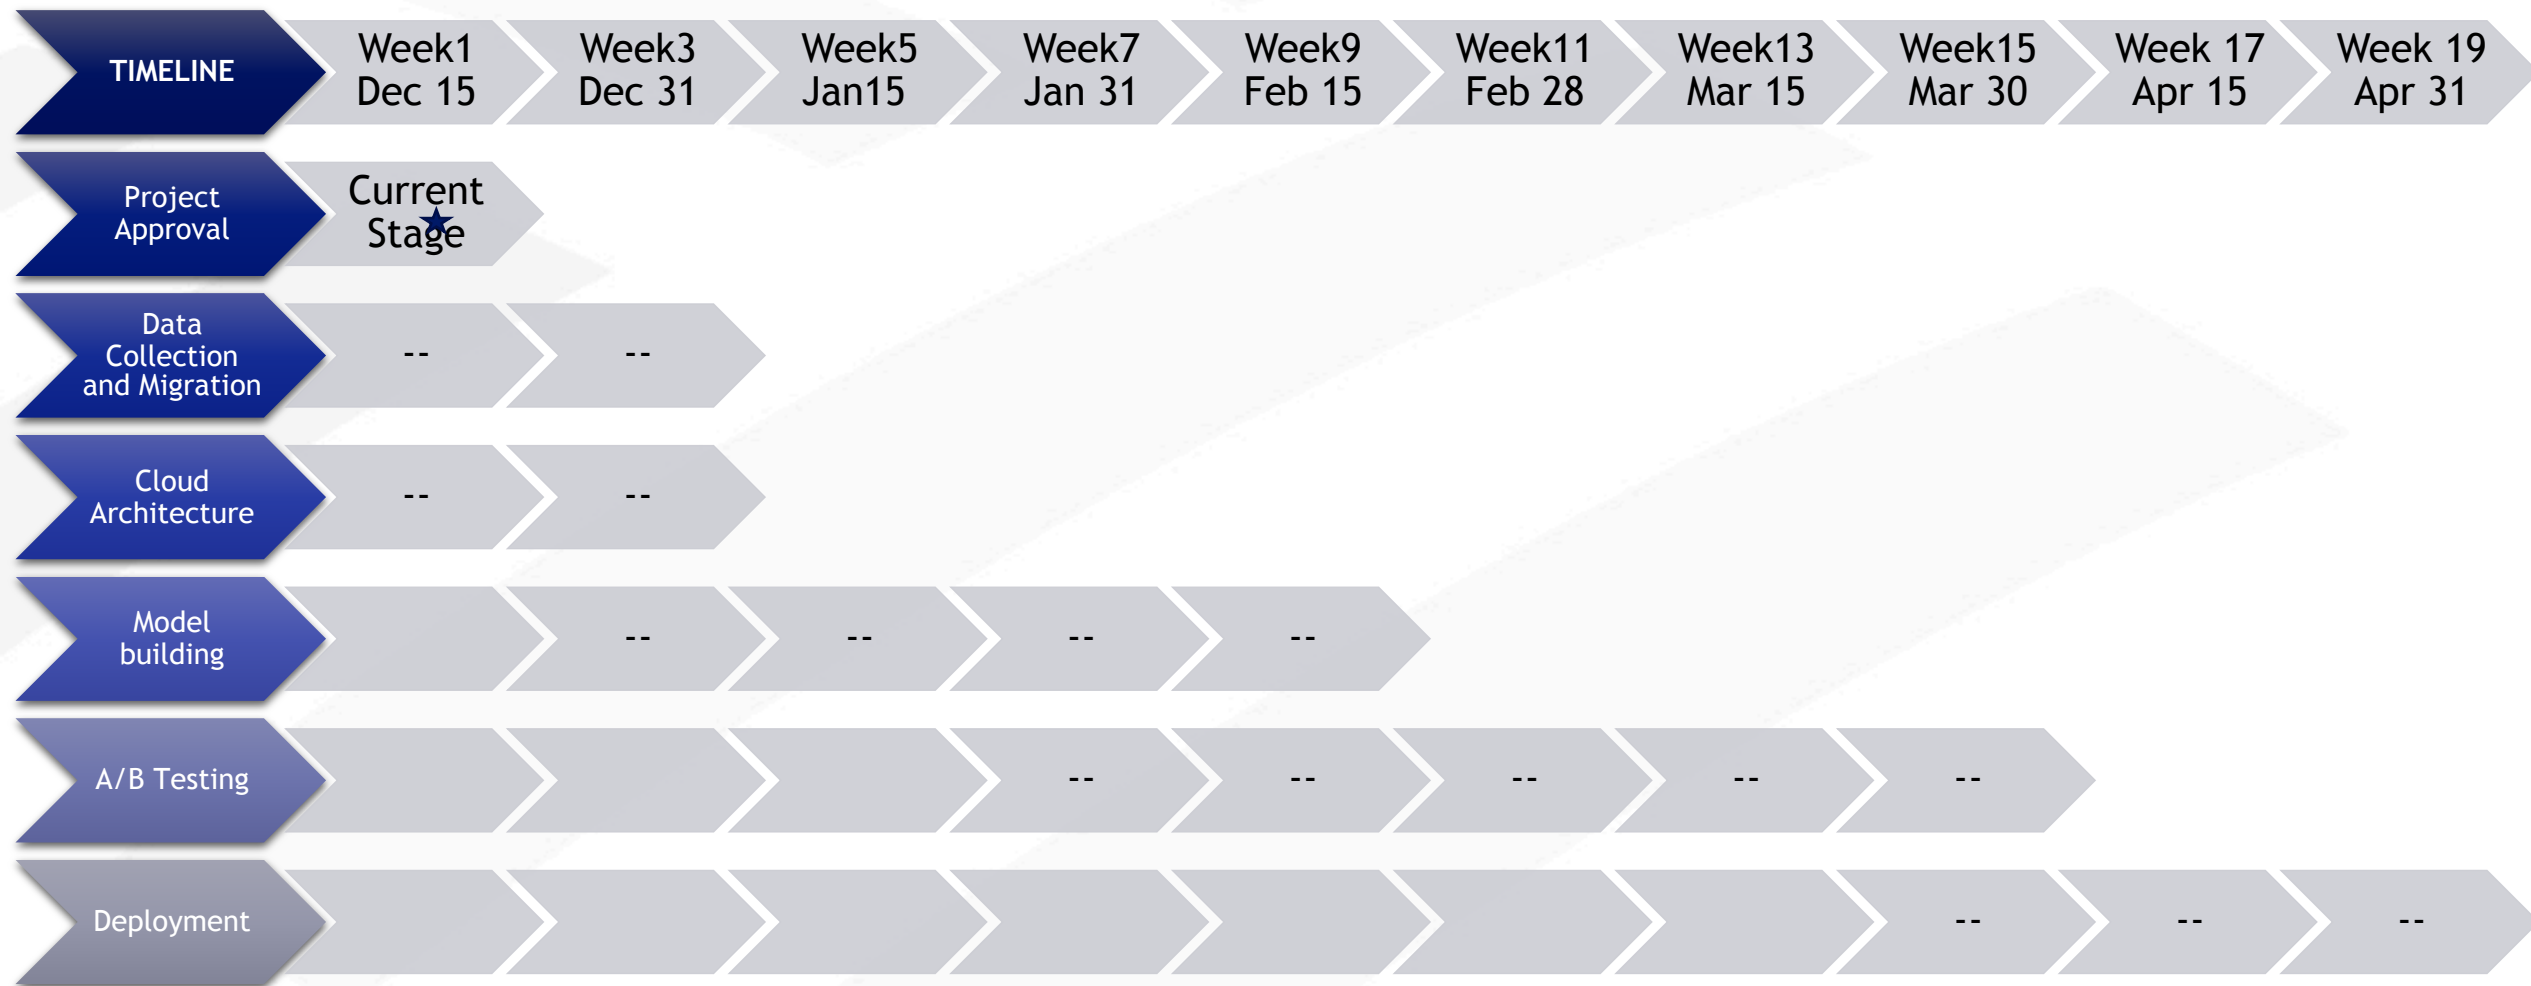 TIMELINE
Week1
Dec 15
Week3
Dec 31
Week5
Jan15
Week7
Jan 31
Week9
Feb 15
Week11
Feb 28
Week13
Mar 15
Week15
Mar 30
Week 17
Apr 15
Week 19
Apr 31
Project
Approval
Current
Stage
Data
Collection
and Migration
--
--
Cloud
Architecture
--
--
Model
building
--
--
--
--
A/B Testing
--
--
--
--
--
Deployment
--
--
--